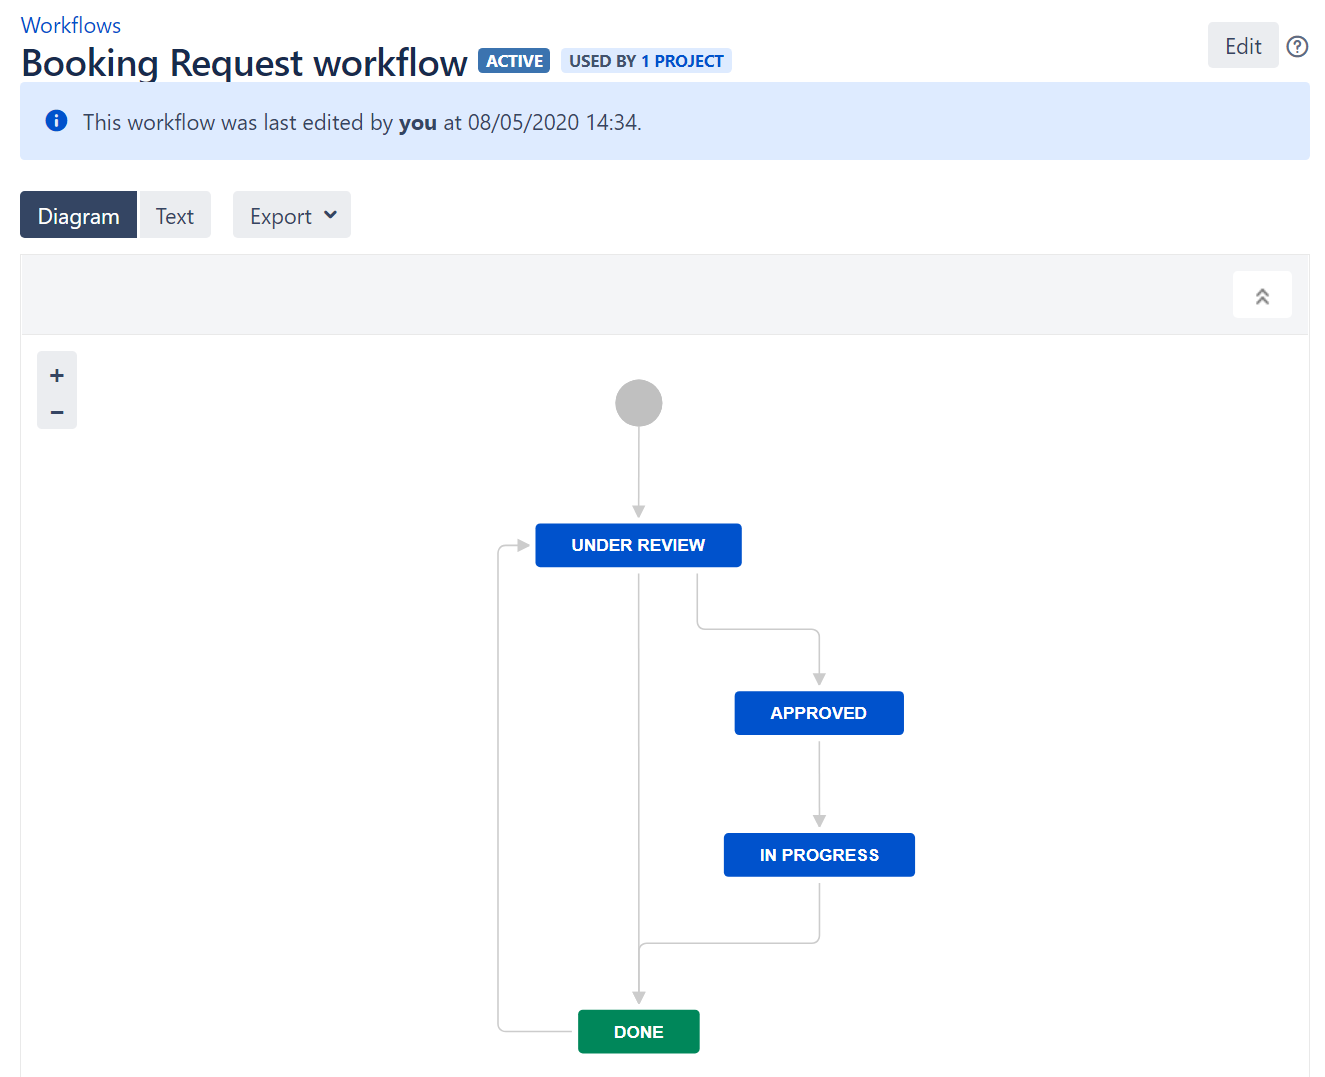 Workflows
Booking Request workflow ACTIVE USED BY 1 PROJECT
Edit
This workflow was last edited by you at 08/05/2020 14:34.
Diagram Text Export
+
−
UNDER REVIEW
APPROVED
IN PROGRESS
DONE